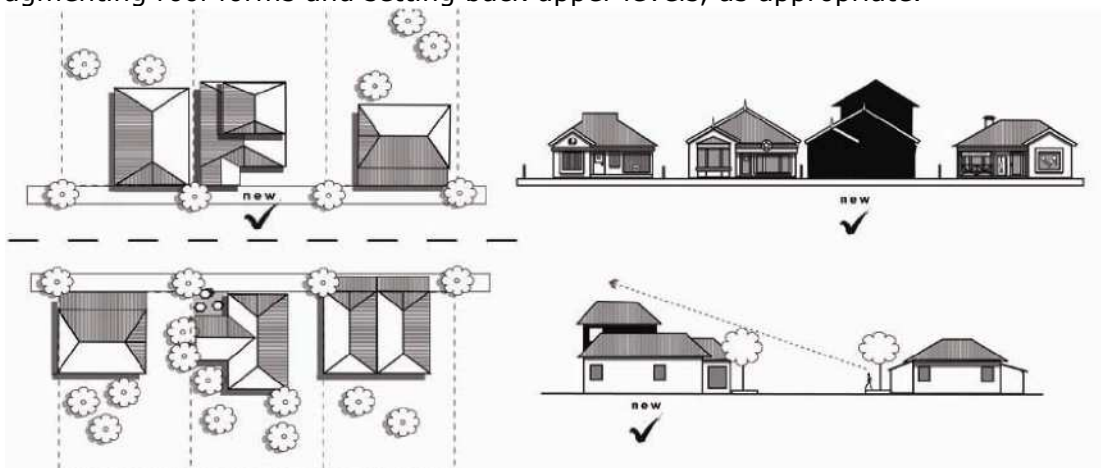 roof forms and setting back upper levels, as appropriate.
new
new
new